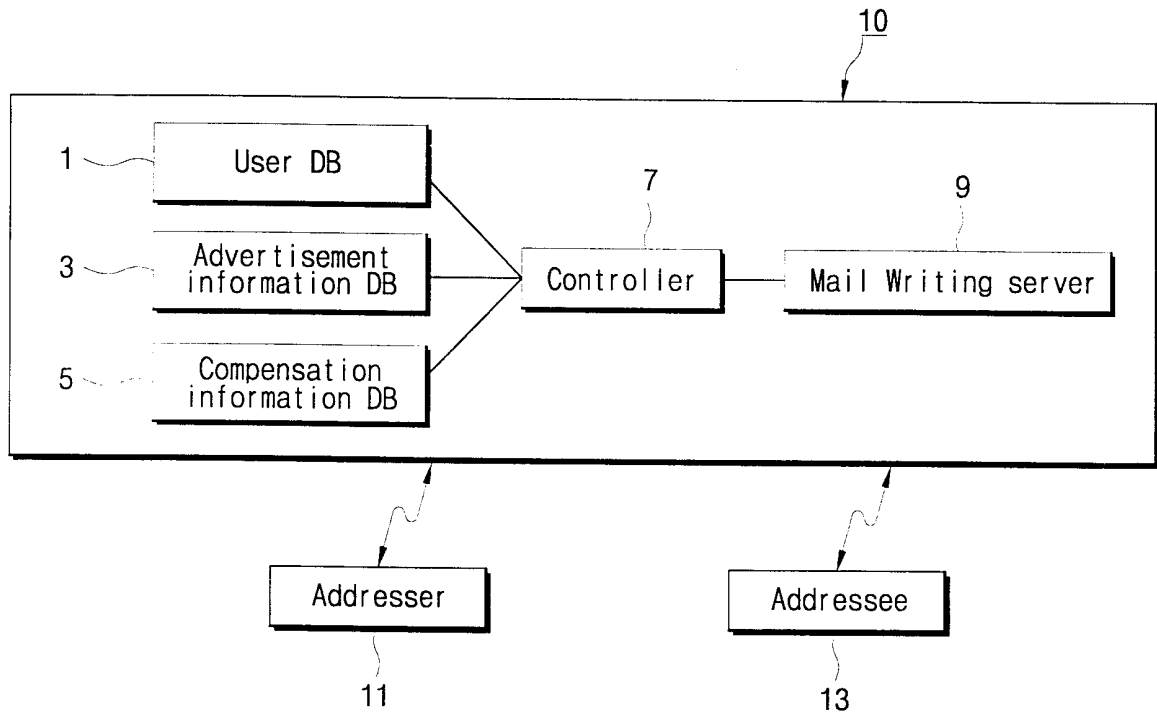 10
1
User DB
7
9
3
Advertisement
information DB
Controller
Mail Writing server
5
Compensation
information DB
Addresser
Addressee
11
13